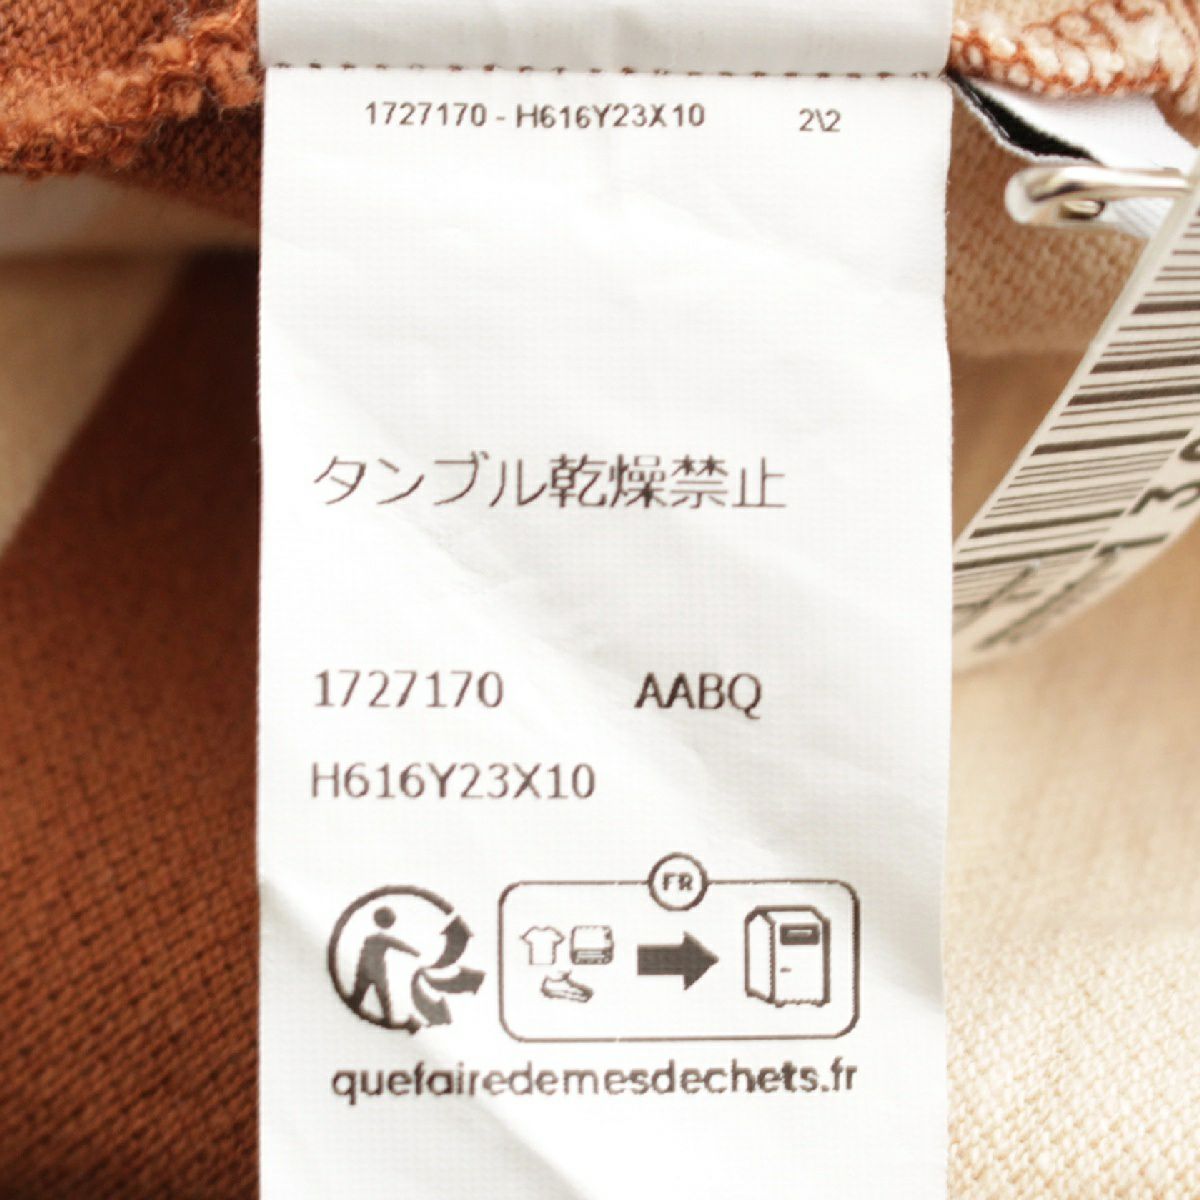 1727170 - H616Y23X10 2\2
タンブル乾燥禁止
1727170 AABQ
H616Y23X10
FR
quefairedemesdechets.fr